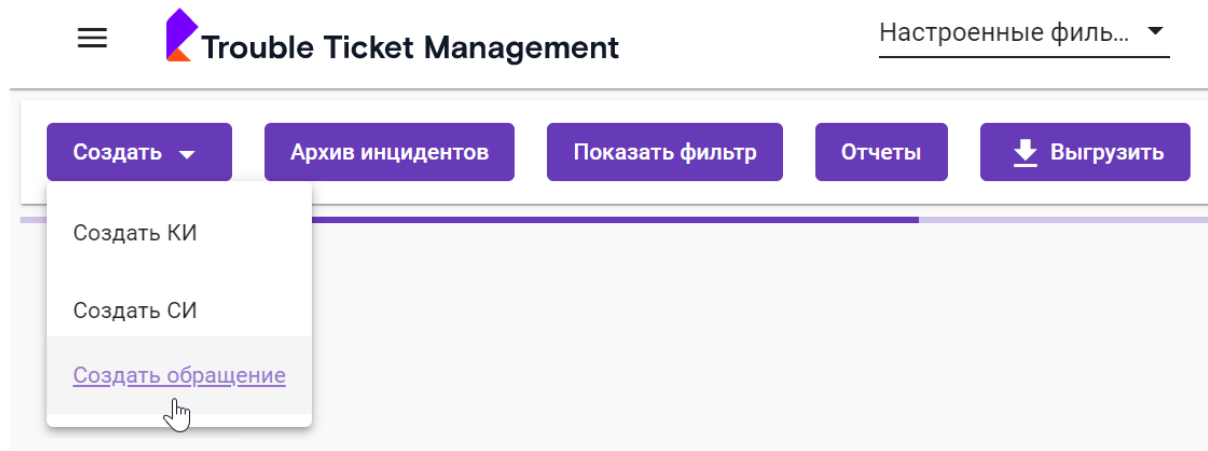 Trouble Ticket Management
Настроенные филь...
Создать
Архив инцидентов
Показать фильтр
Отчеты
Выгрузить
Создать КИ
Создать СИ
Создать обращение